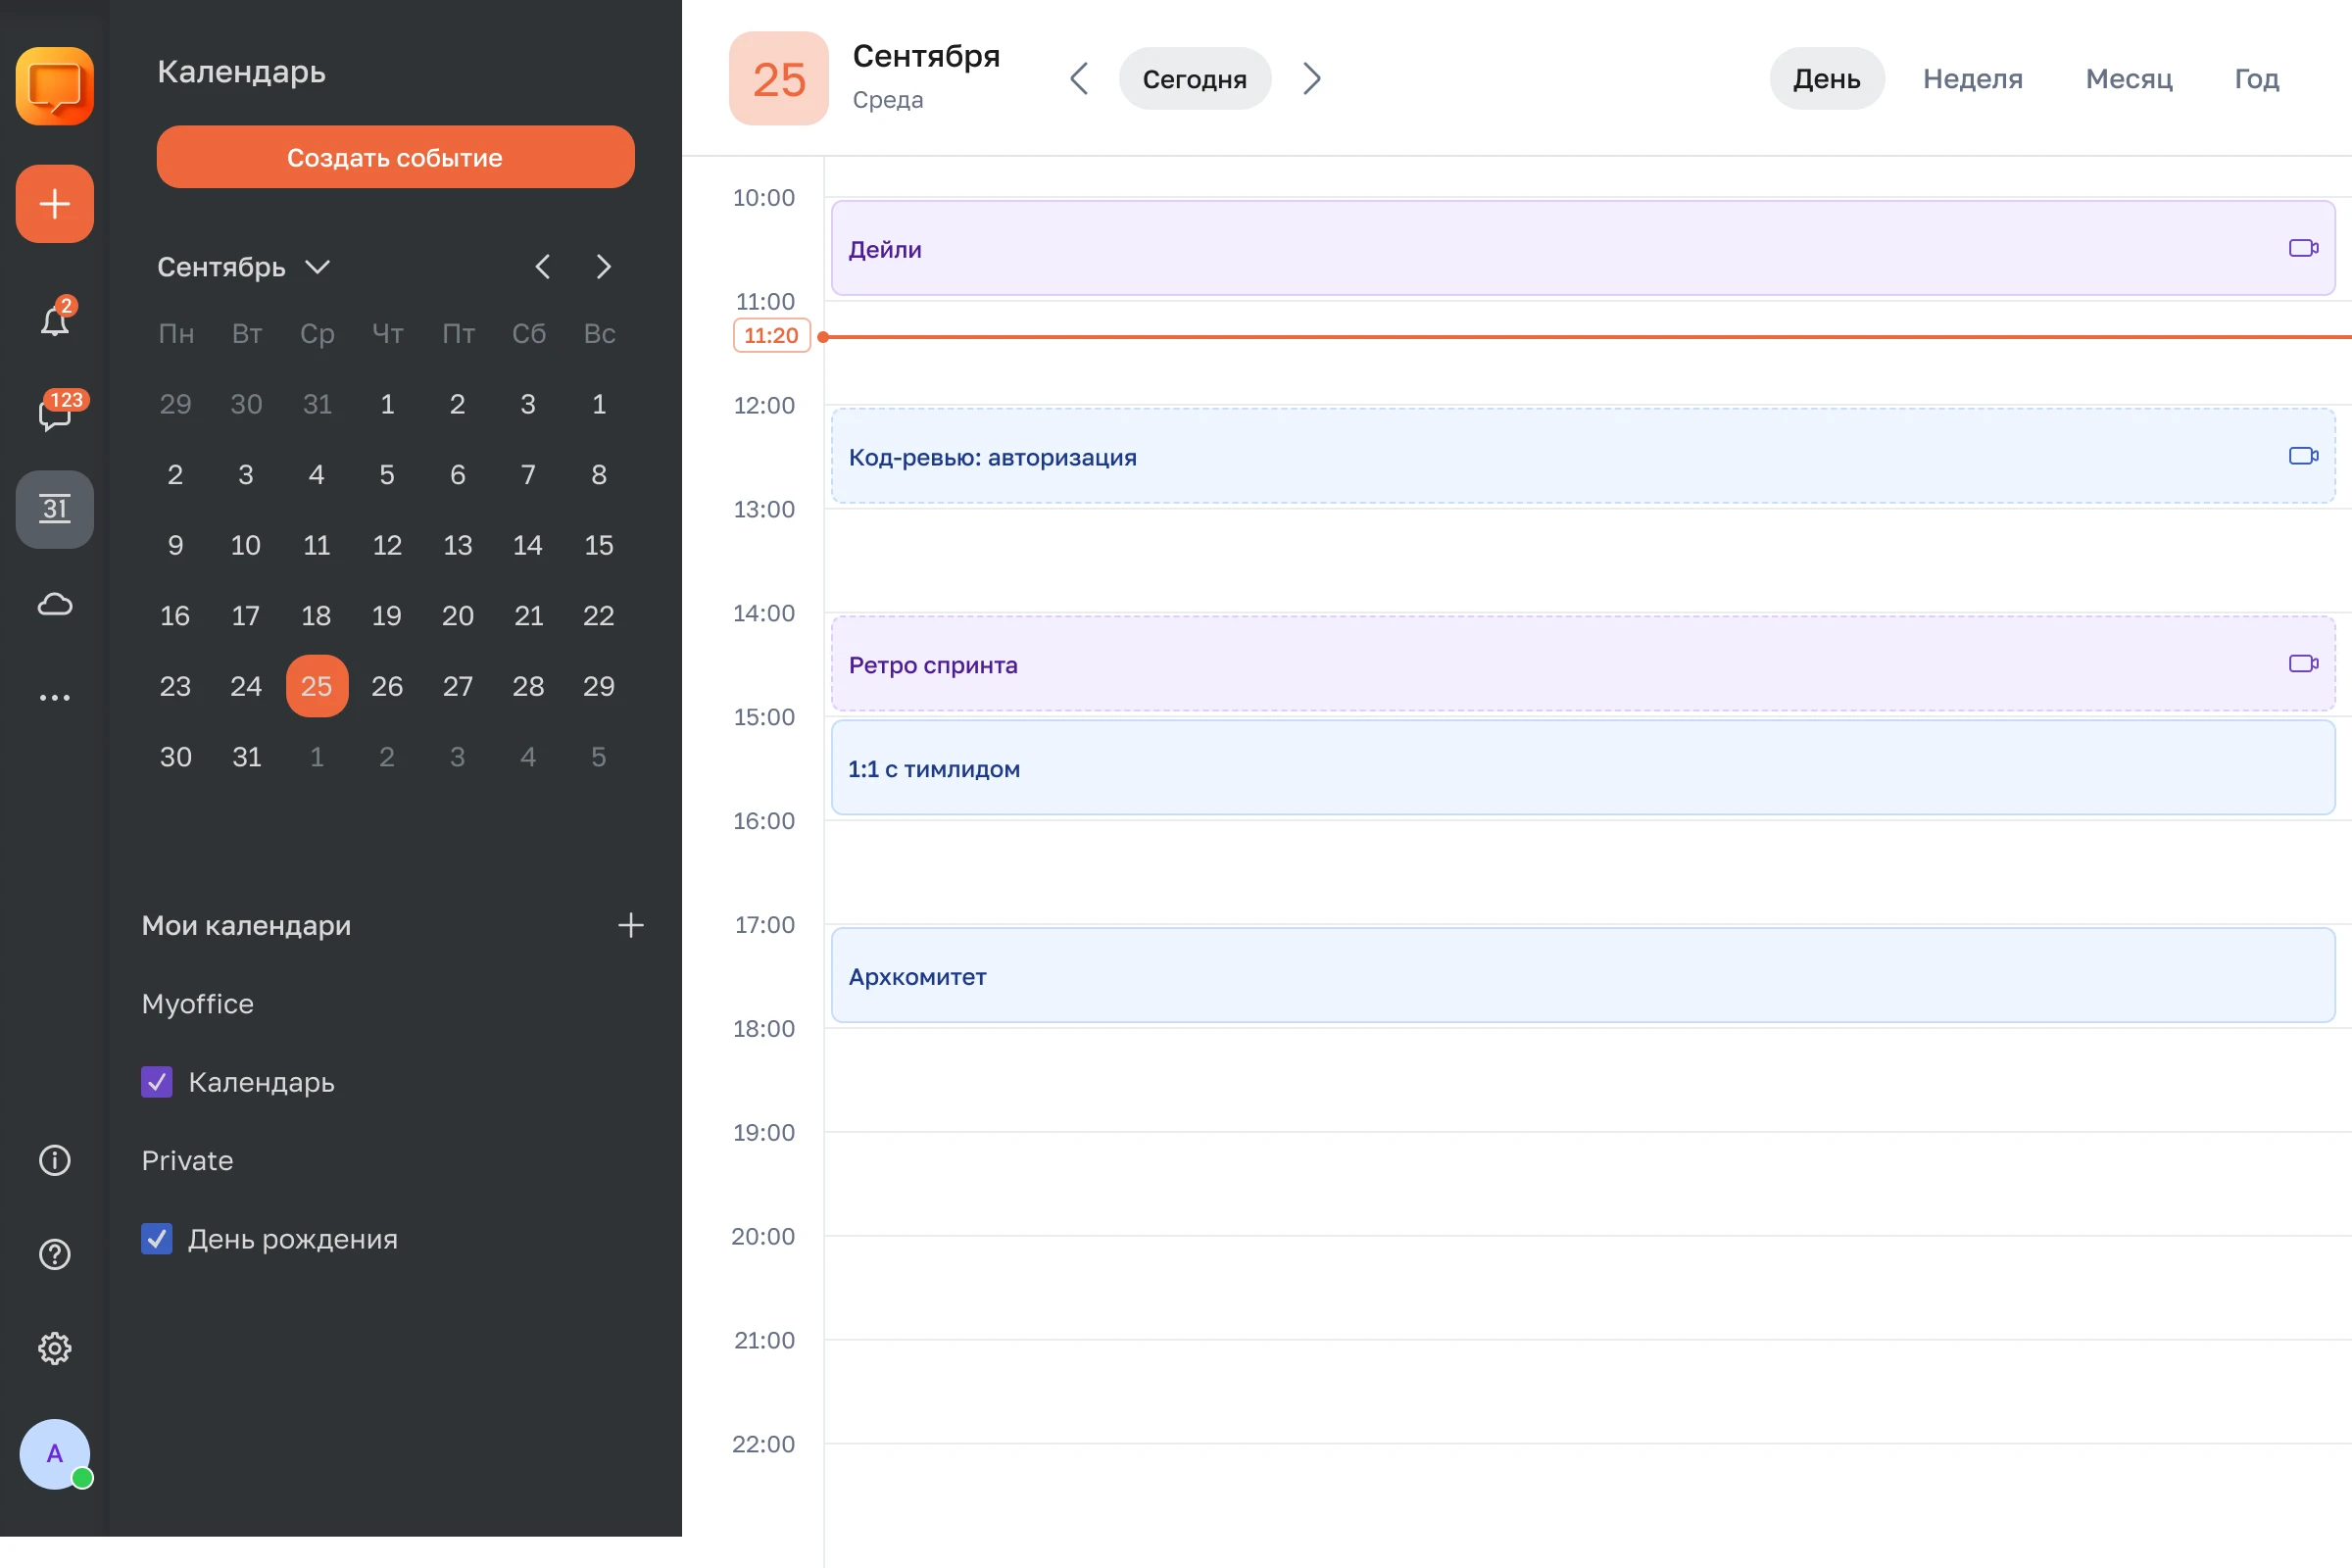 Календарь
Создать событие
2
123
31
Сентябрь
Пн Вт Ср Чт Пт Сб Вс
29 30 31 1 2 3 1
2 3 4 5 6 7 8
9 10 11 12 13 14 15
16 17 18 19 20 21 22
23 24 25 26 27 28 29
30 31 1 2 3 4 5
Мои календари
Myoffice
Календарь
Private
День рождения
A
25
Сентября
Среда
Сегодня
День Неделя Месяц Год
10:00
Дейли
11:00
11:20
12:00
Код-ревью: авторизация
13:00
14:00
Ретро спринта
15:00
1:1 с тимлидом
16:00
17:00
Архкомитет
18:00
19:00
20:00
21:00
22:00